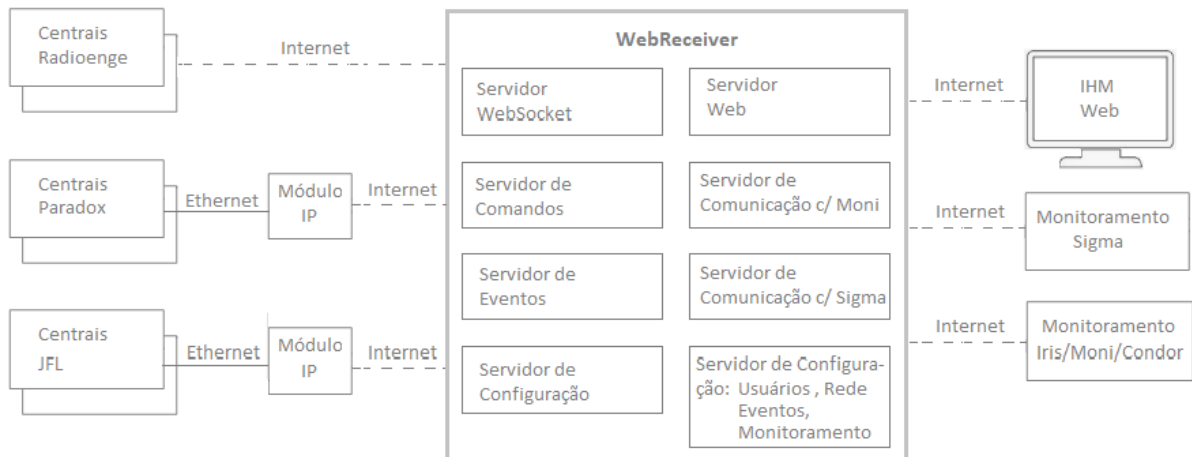 Centrais
Radioenge
Internet
Centrais
Paradox
Ethernet
Módulo
IP
Internet
Centrais
JFL
Ethernet
Módulo
IP
Internet
WebReceiver
Servidor
WebSocket
Servidor
Web
Servidor de
Comandos
Servidor de
Comunicação c/ Moni
Servidor de
Eventos
Servidor de
Comunicação c/ Sigma
Servidor de
Configuração
Servidor de Configura-
ção: Usuários , Rede
Eventos,
Monitoramento
Internet
IHM
Web
Internet
Monitoramento
Sigma
Internet
Monitoramento
Iris/Moni/Condor